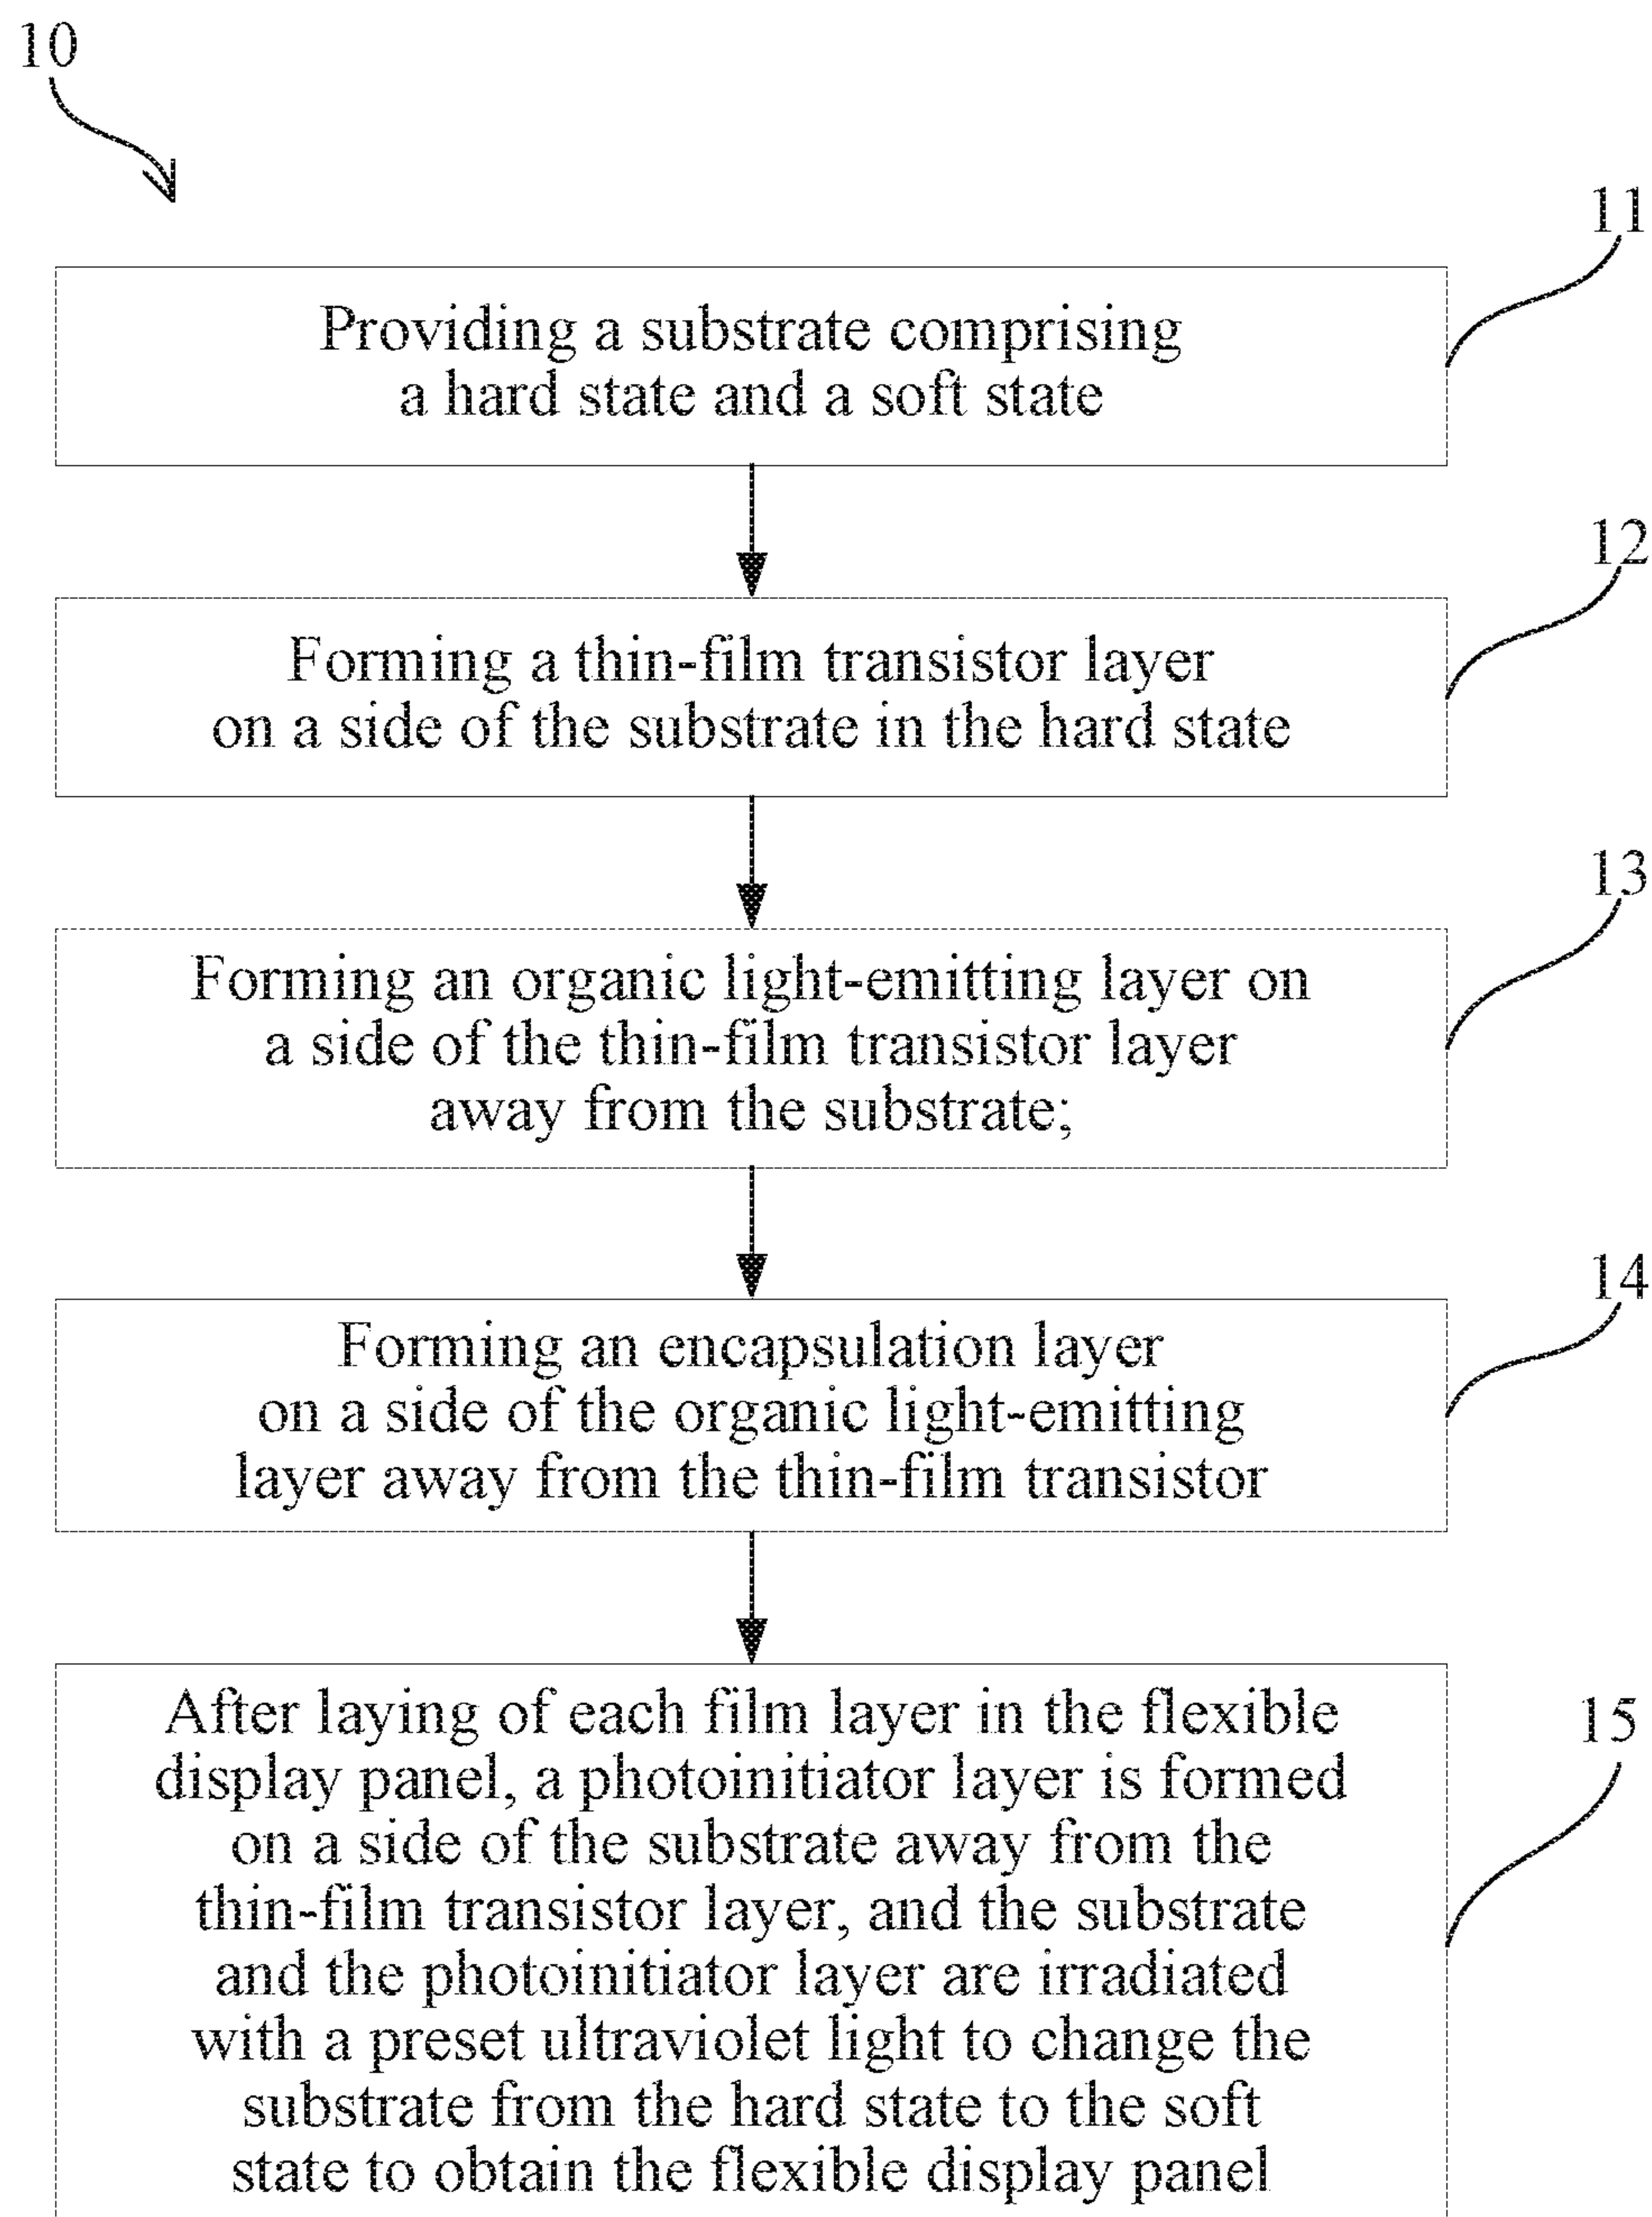 10
11
Providing a substrate comprising
a hard state and a soft state
12
Forming a thin-film transistor layer
on a side of the substrate in the hard state
13
Forming an organic light-emitting layer on
a side of the thin-film transistor layer
away from the substrate;
14
Forming an encapsulation layer
on a side of the organic light-emitting
layer away from the thin-film transistor
15
After laying of each film layer in the flexible
display panel, a photoinitiator layer is formed
on a side of the substrate away from the
thin-film transistor layer, and the substrate
and the photoinitiator layer are irradiated
with a preset ultraviolet light to change the
substrate from the hard state to the soft
state to obtain the flexible display panel